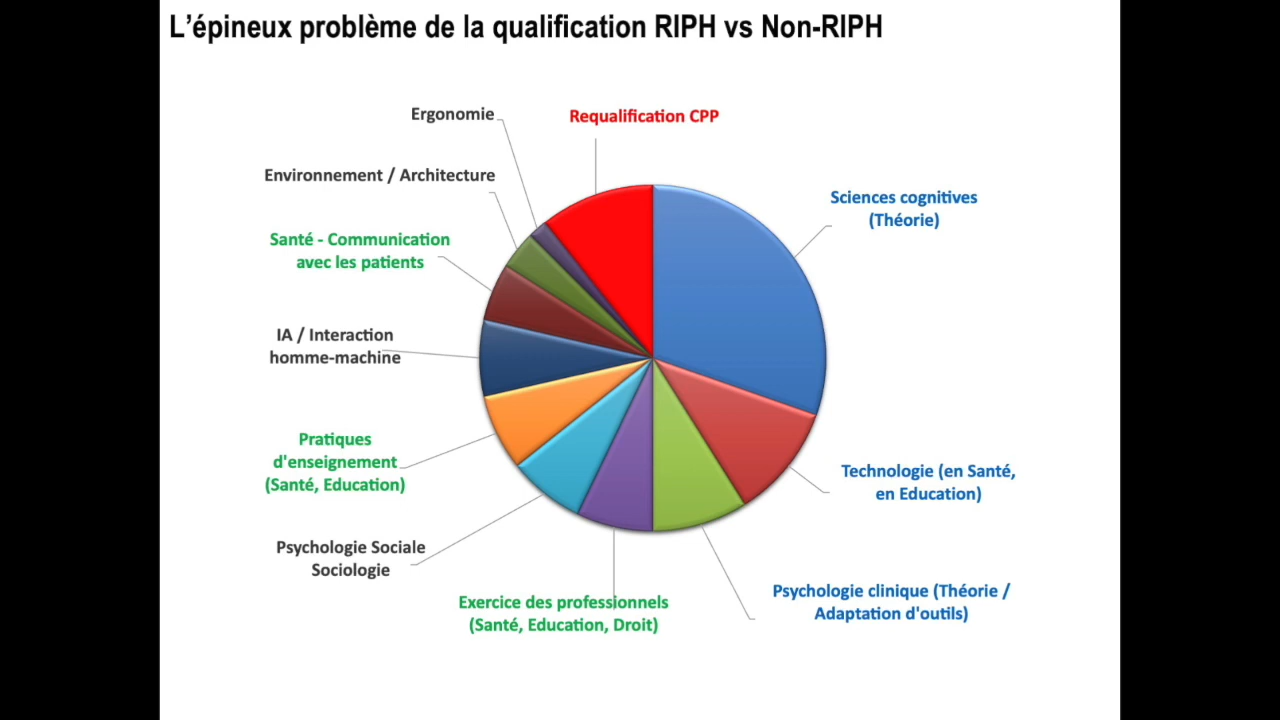 L'épineux problème de la qualification RIPH vs Non-RIPH
Ergonomie
Requalification CPP
Environnement / Architecture
Sciences cognitives
(Théorie)
Santé - Communication
avec les patients
IA / Interaction
homme-machine
Pratiques
d'enseignement
(Santé, Education)
Technologie (en Santé,
en Education)
Psychologie Sociale
Sociologie
Exercice des professionnels
(Santé, Education, Droit)
Psychologie clinique (Théorie /
Adaptation d'outils)